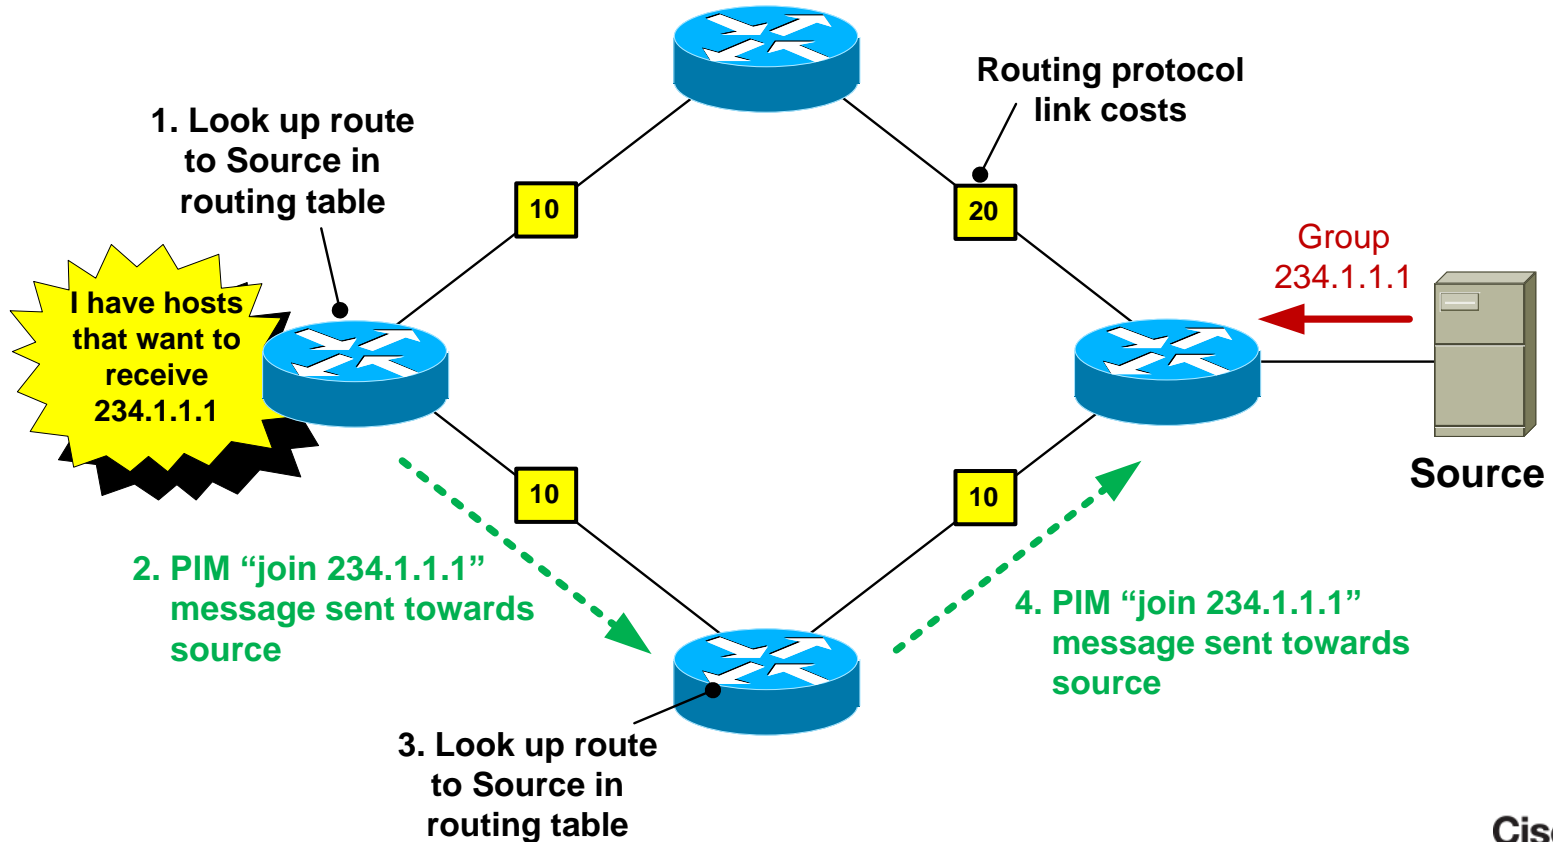 Routing protocol
link costs
1. Look up route
to Source in
routing table
10
20
Group
234.1.1.1
I have hosts
that want to
receive
234.1.1.1
Source
10
10
2. PIM “join 234.1.1.1”
message sent towards
source
4. PIM “join 234.1.1.1”
message sent towards
source
3. Look up route
to Source in
routing table